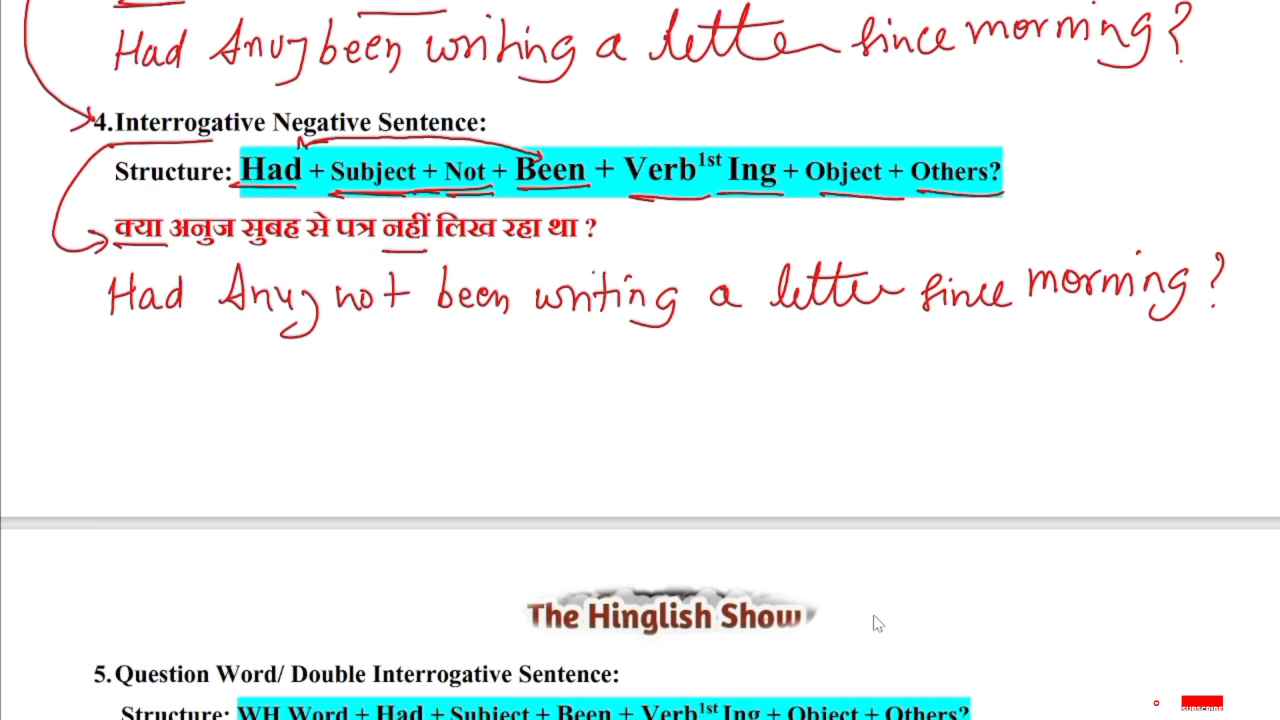 Had Anuj been writing a letter since morning?
4. Interrogative Negative Sentence:
Structure: Had + Subject + Not + Been + Verb1st Ing + Object + Others?
क्या अनुज सुबह से पत्र नहीं लिख रहा था ?
Had Anuj not been writing a letter since morning?
The Hinglish Show
5. Question Word/ Double Interrogative Sentence:
Structure: WH Word + Had + Subject + Been + Verb1st Ing + Object + Others?
SUBSCRIBE